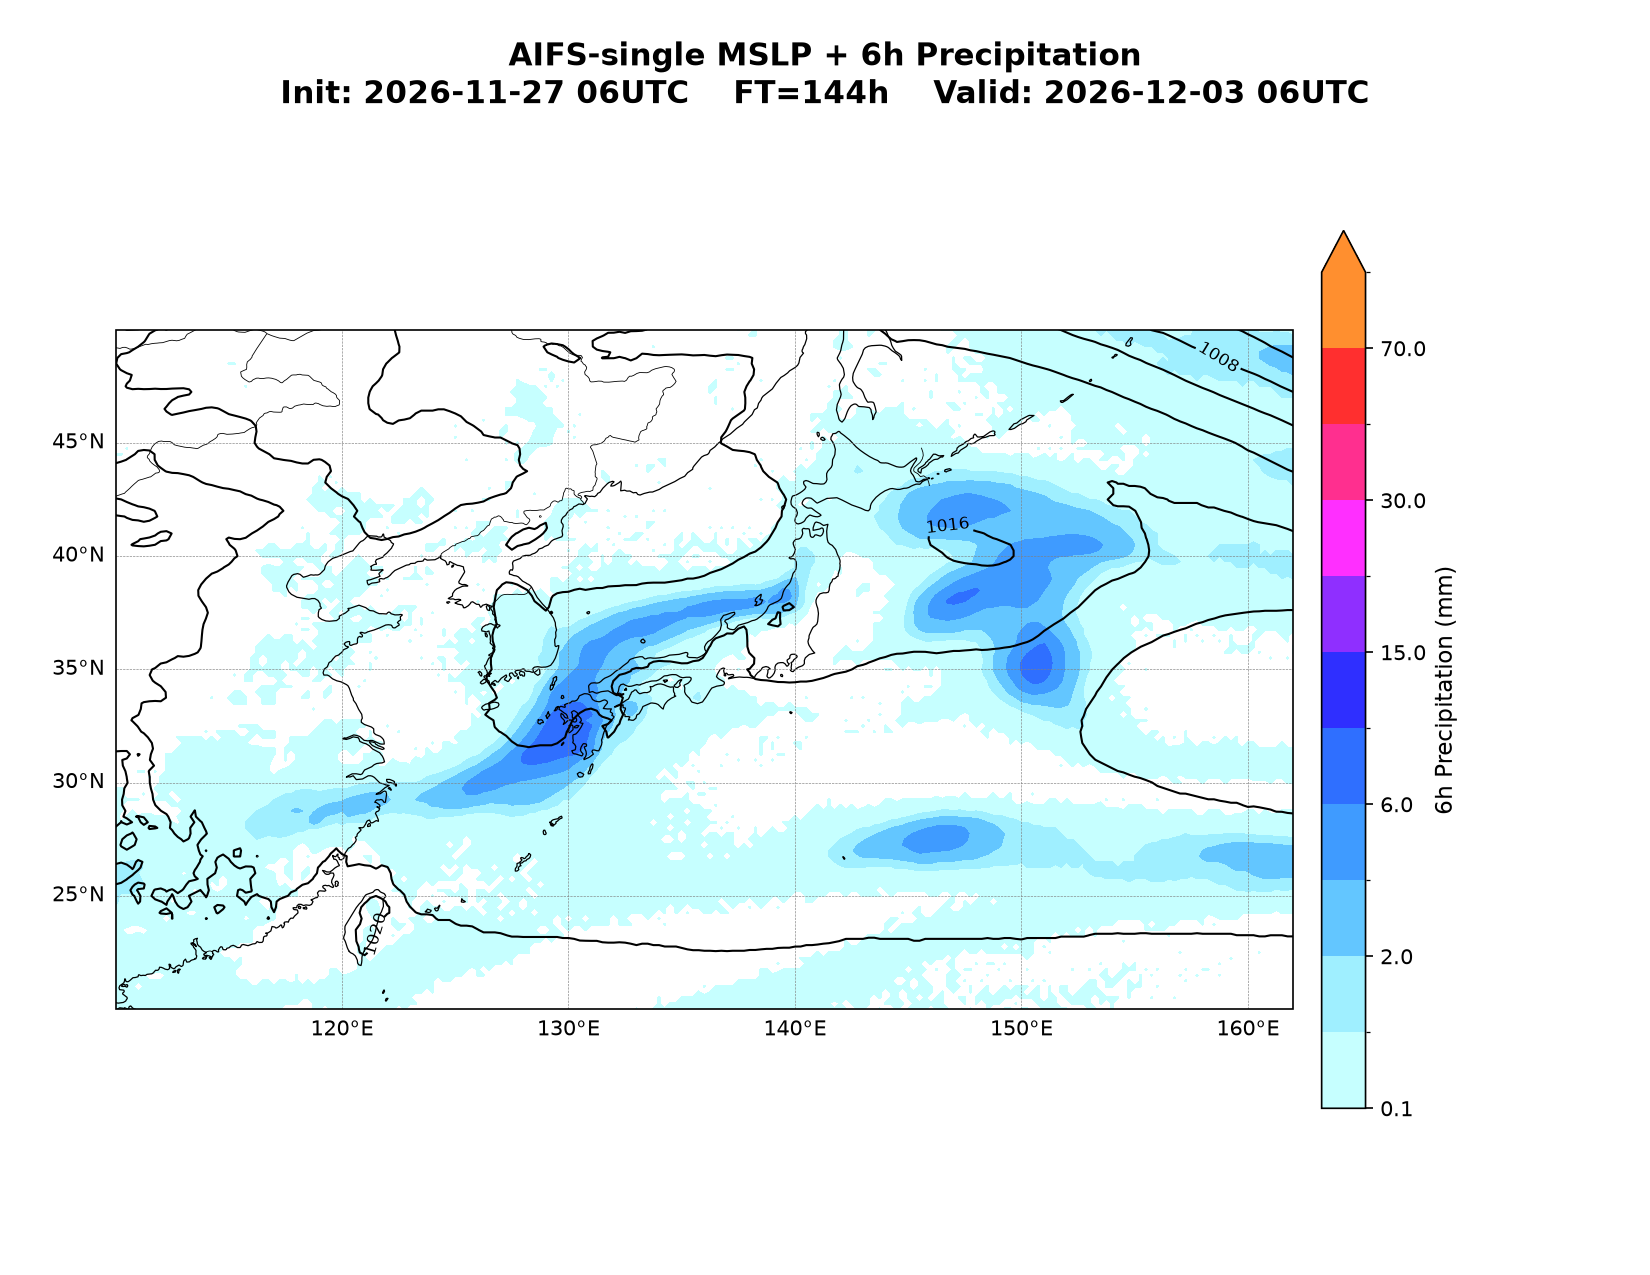 AIFS-single MSLP + 6h Precipitation
Init: 2026-11-27 06UTC    FT=144h    Valid: 2026-12-03 06UTC
1008
1016
1020
45°N
40°N
35°N
30°N
25°N
120°E
130°E
140°E
150°E
160°E
70.0
30.0
15.0
6.0
2.0
0.1
6h Precipitation (mm)